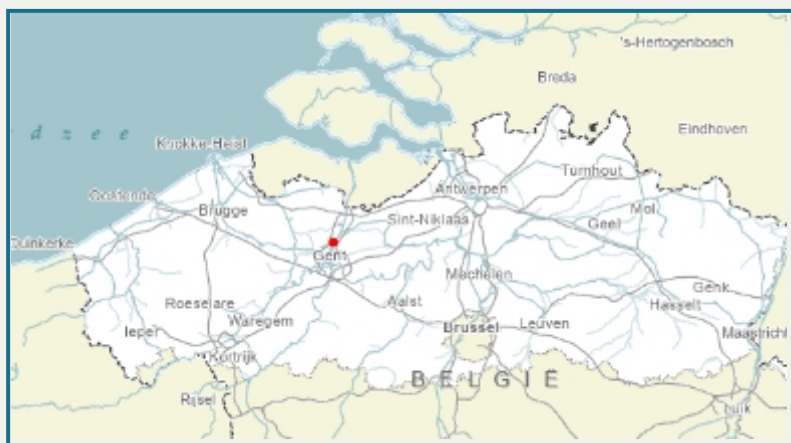 's-Hertogenbosch
Breda
Eindhoven
d z e e
Knokke-Heist
Turnhout
Antwerpen
Oostende
Brugge
Sint-Niklaas
Mol
Geel
Duinkerke
Gent
Mechelen
Genk
Roeselare
Aalst
Hasselt
Waregem
Brussel
Leuven
Ieper
Maastricht
Kortrijk
BELGIË
Rijsel
Luik